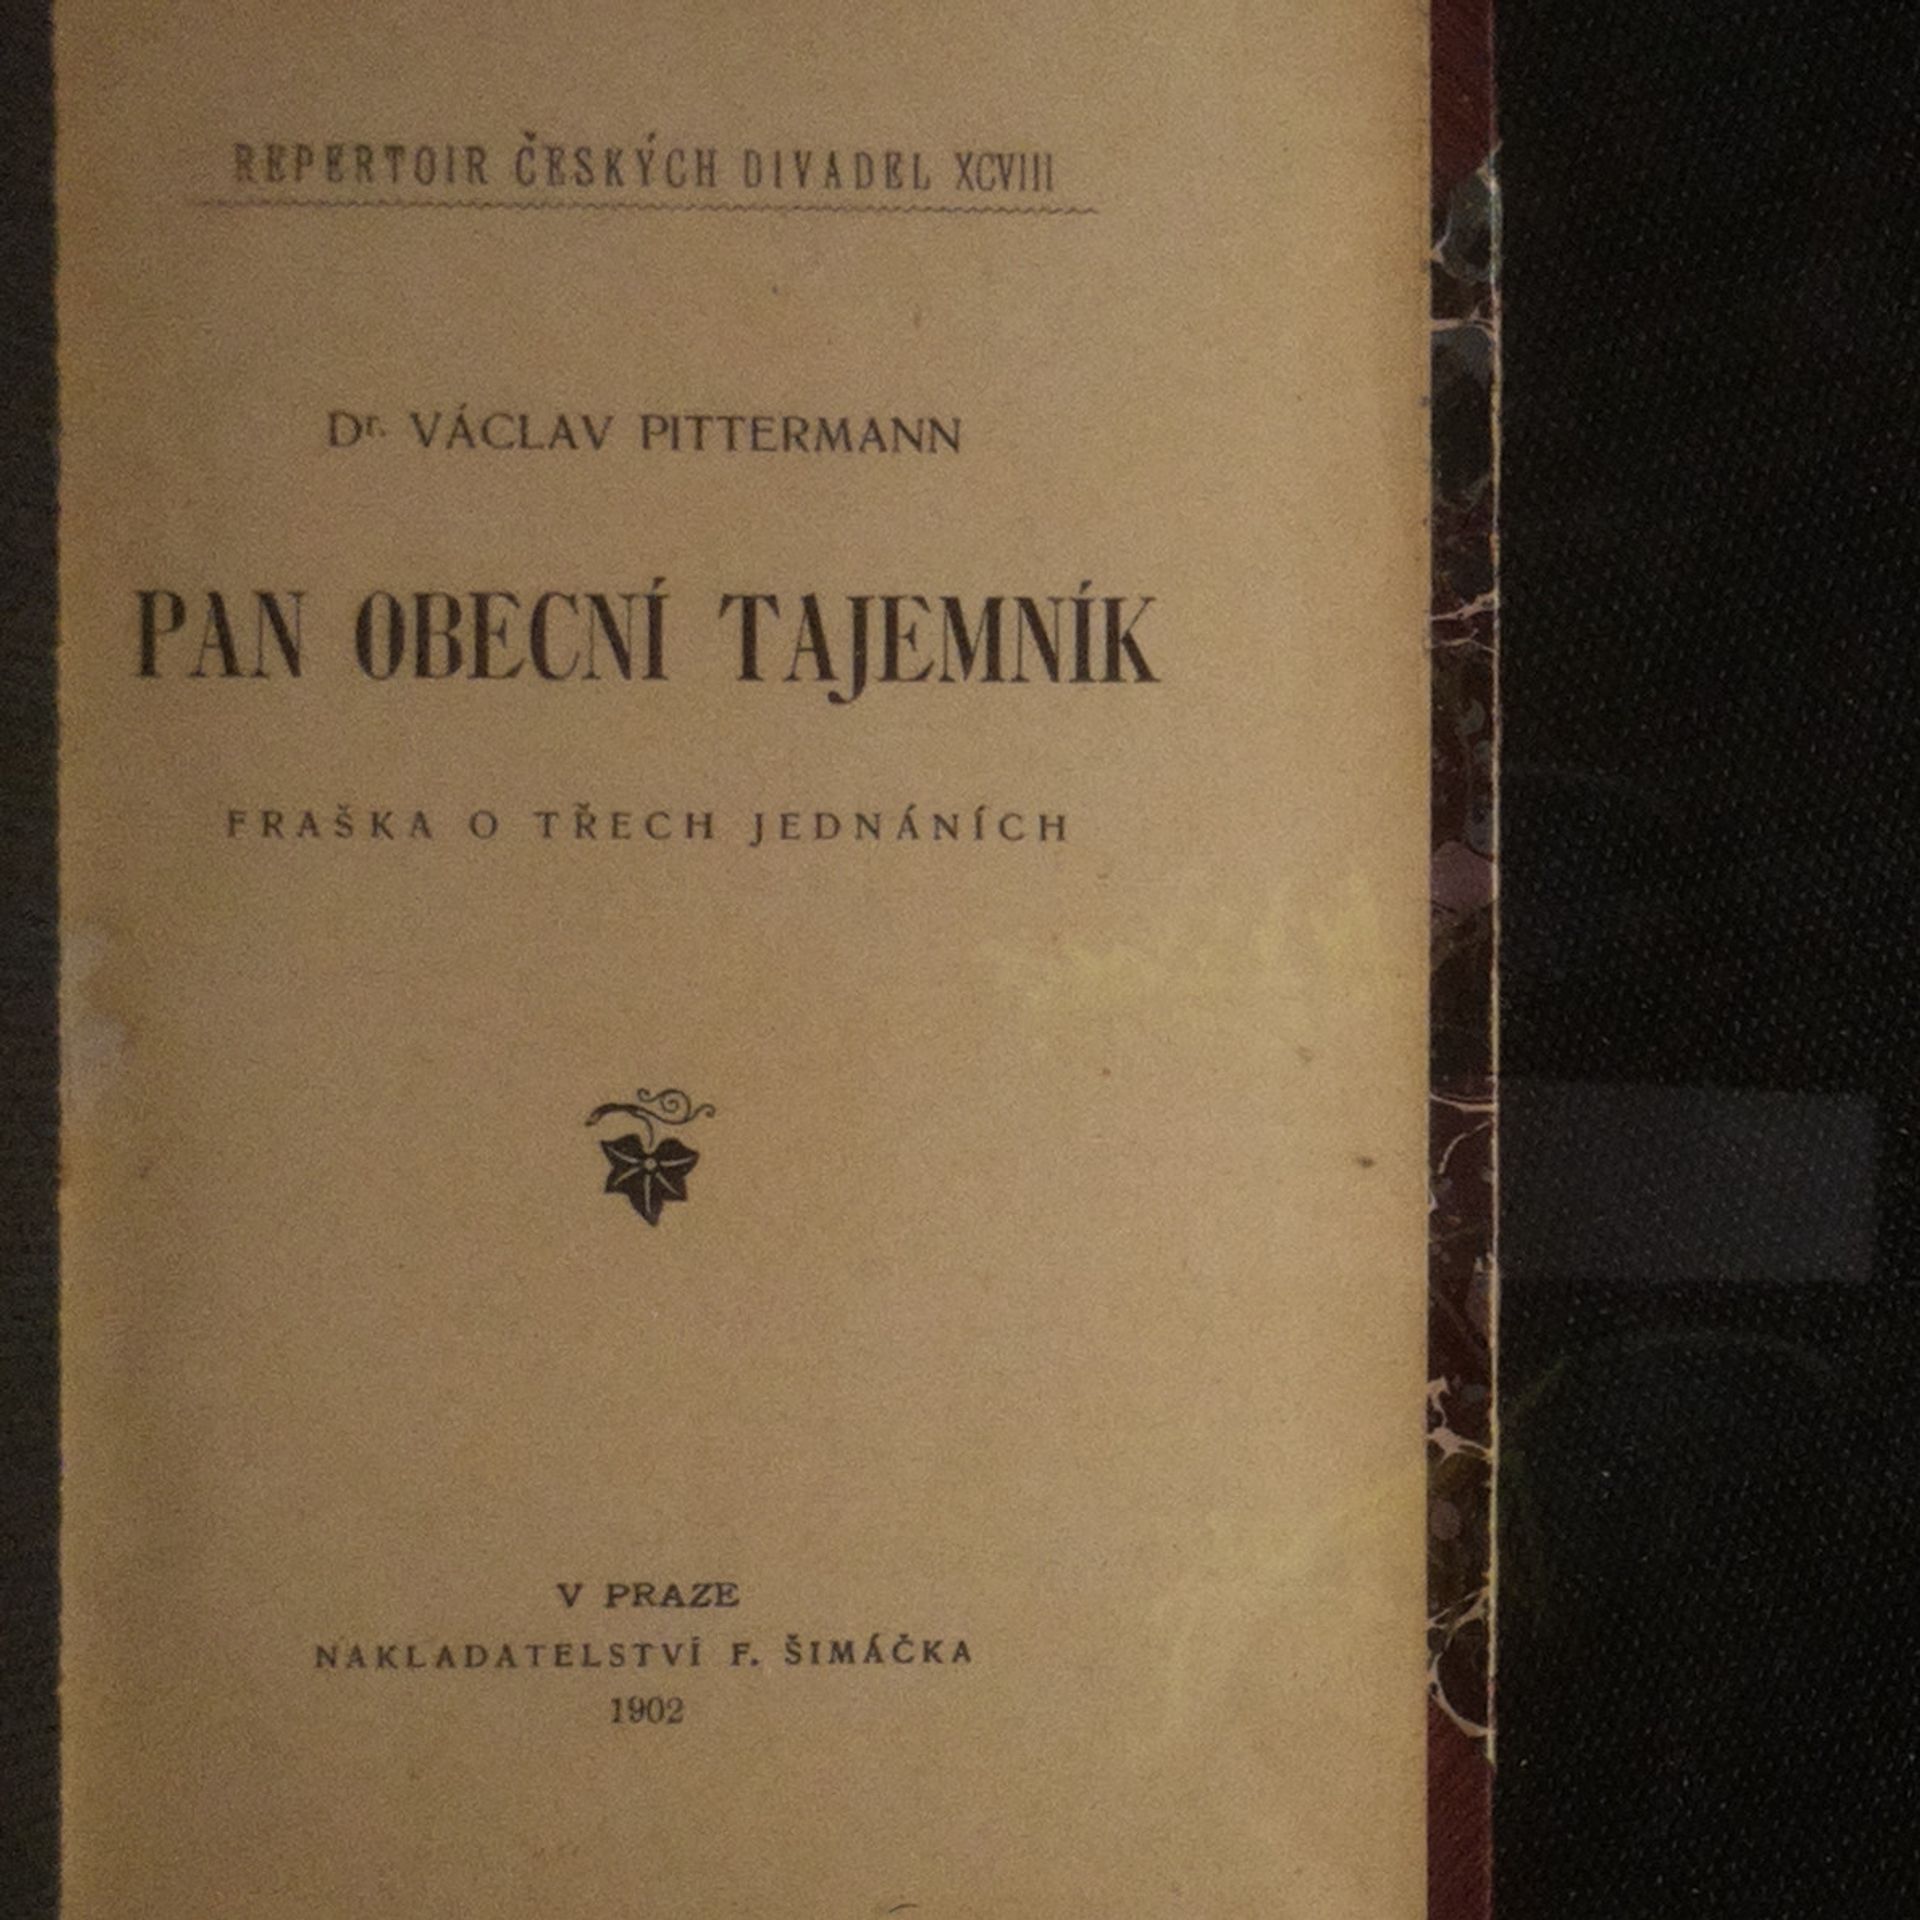 REPERTOIR ČESKÝCH DIVADEL XCVIII
Dr. VÁCLAV PITTERMANN
PAN OBECNÍ TAJEMNÍK
FRAŠKA O TŘECH JEDNÁNÍCH
V PRAZE
NAKLADATELSTVÍ F. ŠIMÁČKA
1902